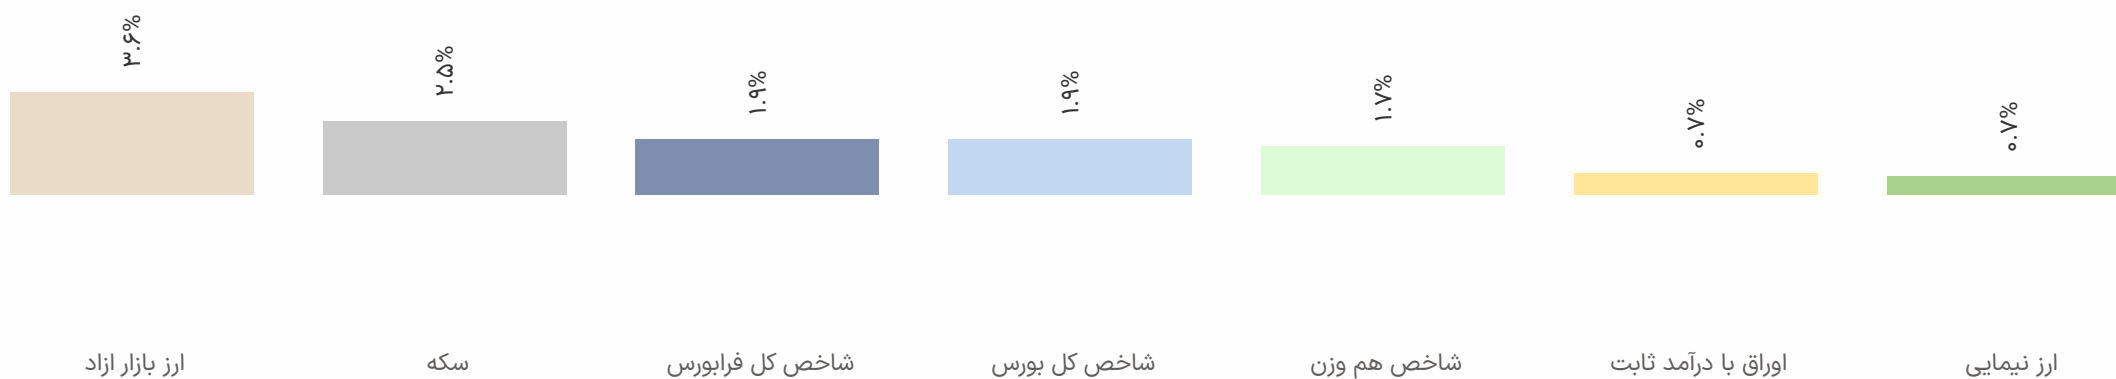 ۳.۶%
۲.۵%
۱.۹%
۱.۹%
۱.۷%
۰.۷%
۰.۷%
ارز بازار ازاد
سکه
شاخص کل فرابورس
شاخص کل بورس
شاخص هم وزن
اوراق با درآمد ثابت
ارز نیمایی